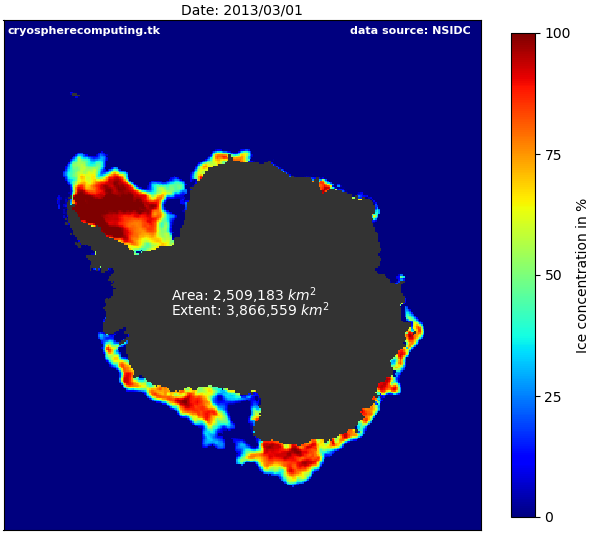 Date: 2013/03/01
cryospherecomputing.tk data source: NSIDC
100
75
50
25
0
Ice concentration in %
Area: 2,509,183 km²
Extent: 3,866,559 km²